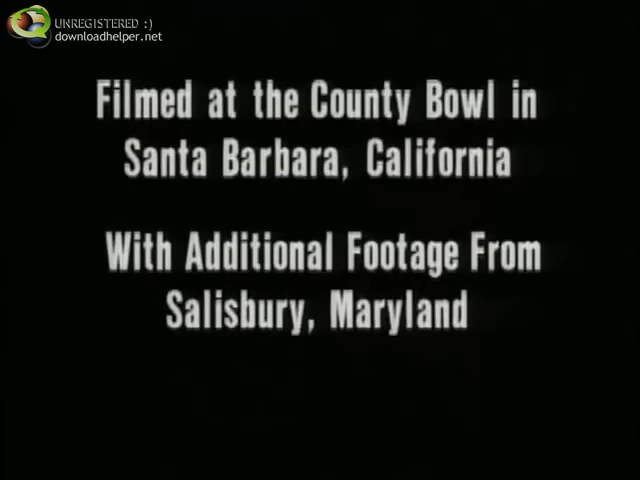 UNREGISTERED :)
downloadhelper.net
Filmed at the County Bowl in
Santa Barbara, California
With Additional Footage From
Salisbury, Maryland